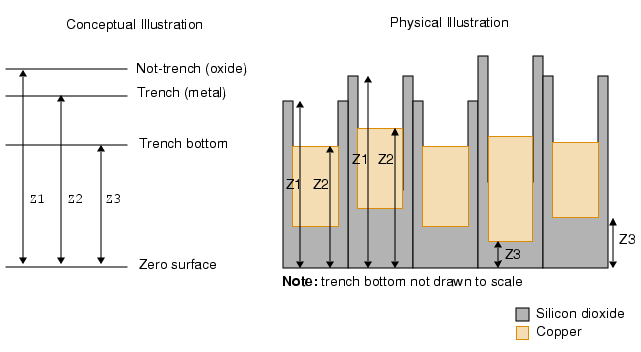 Conceptual Illustration
Physical Illustration
Not-trench (oxide)
Trench (metal)
Trench bottom
Z1
Z2
Z3
Zero surface
Z1
Z2
Z1
Z2
Z3
Z3
Note: trench bottom not drawn to scale
Silicon dioxide
Copper